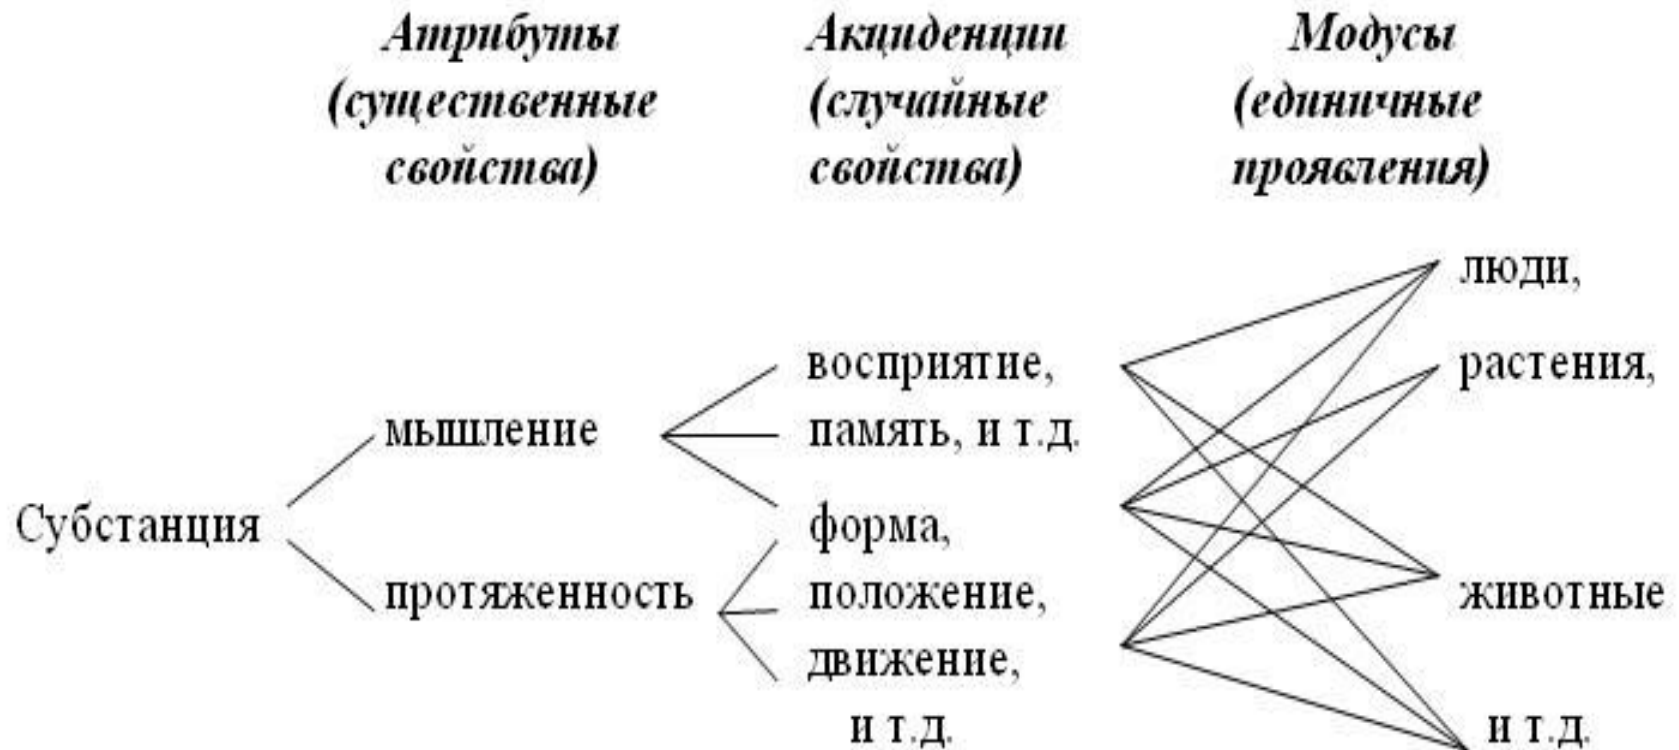 Атрибуты
(существенные
свойства)
Акциденции
(случайные
свойства)
Модусы
(единичные
проявления)
Субстанция
мышление
протяженность
восприятие,
память, и т.д.
форма,
положение,
движение,
и т.д.
люди,
растения,
животные
и т.д.